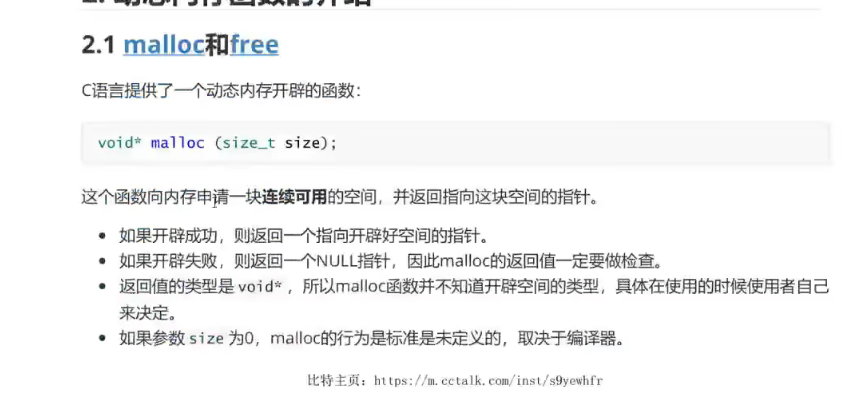 2. 动态内存函数的介绍
2.1 malloc和free
C语言提供了一个动态内存开辟的函数：
void* malloc (size_t size);
这个函数向内存申请一块连续可用的空间，并返回指向这块空间的指针。
如果开辟成功，则返回一个指向开辟好空间的指针。
如果开辟失败，则返回一个NULL指针，因此malloc的返回值一定要做检查。
返回值的类型是 void* ，所以malloc函数并不知道开辟空间的类型，具体在使用的时候使用者自己
来决定。
如果参数 size 为0，malloc的行为是标准是未定义的，取决于编译器。
比特主页：https://m.cctalk.com/inst/s9yewhfr